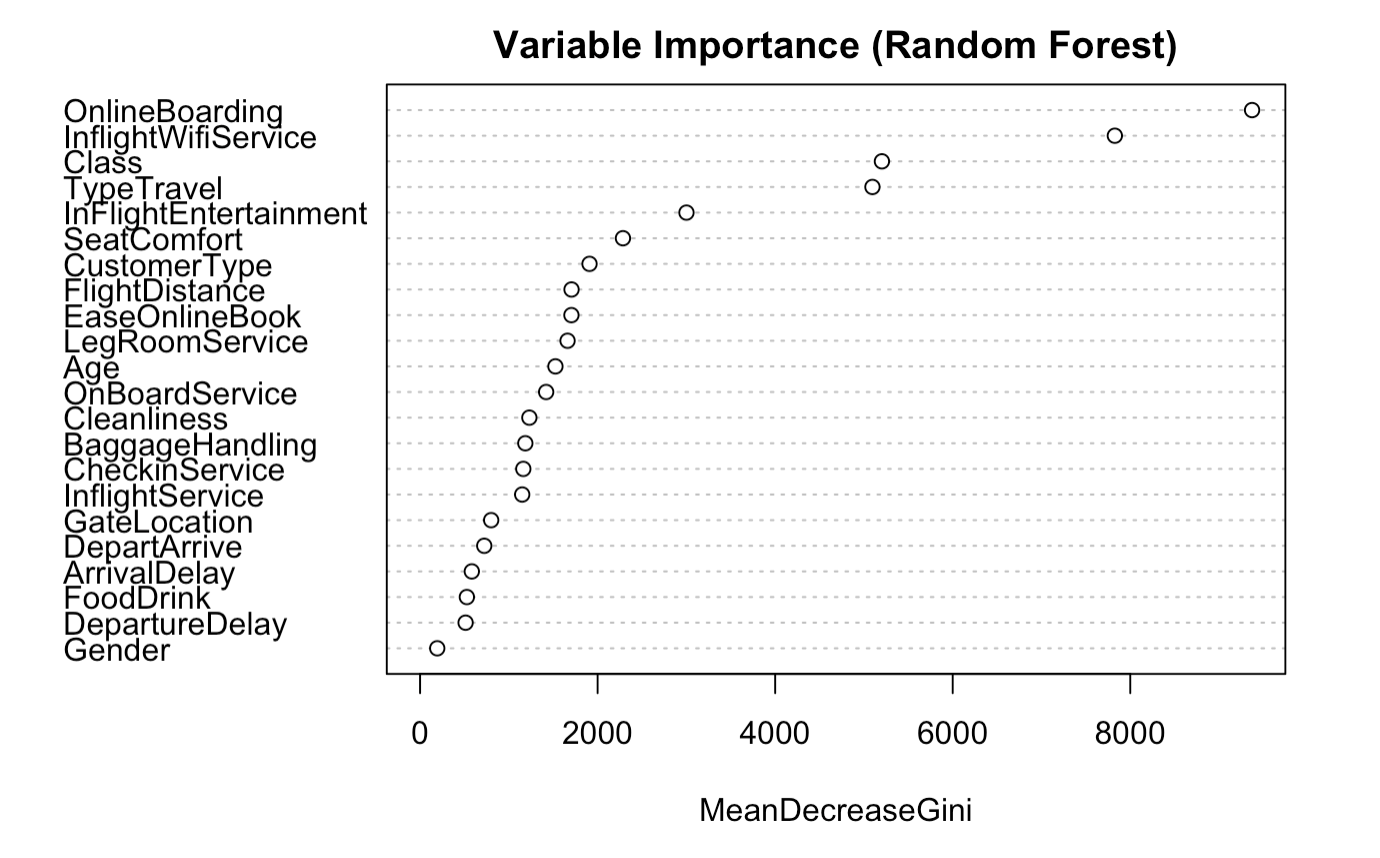 Variable Importance (Random Forest)
OnlineBoarding
InflightWifiService
Class
TypeTravel
InFlightEntertainment
SeatComfort
CustomerType
FlightDistance
EaseOnlineBook
LegRoomService
Age
OnBoardService
Cleanliness
BaggageHandling
CheckinService
InflightService
GateLocation
DepartArrive
ArrivalDelay
FoodDrink
DepartureDelay
Gender
0 2000 4000 6000 8000
MeanDecreaseGini